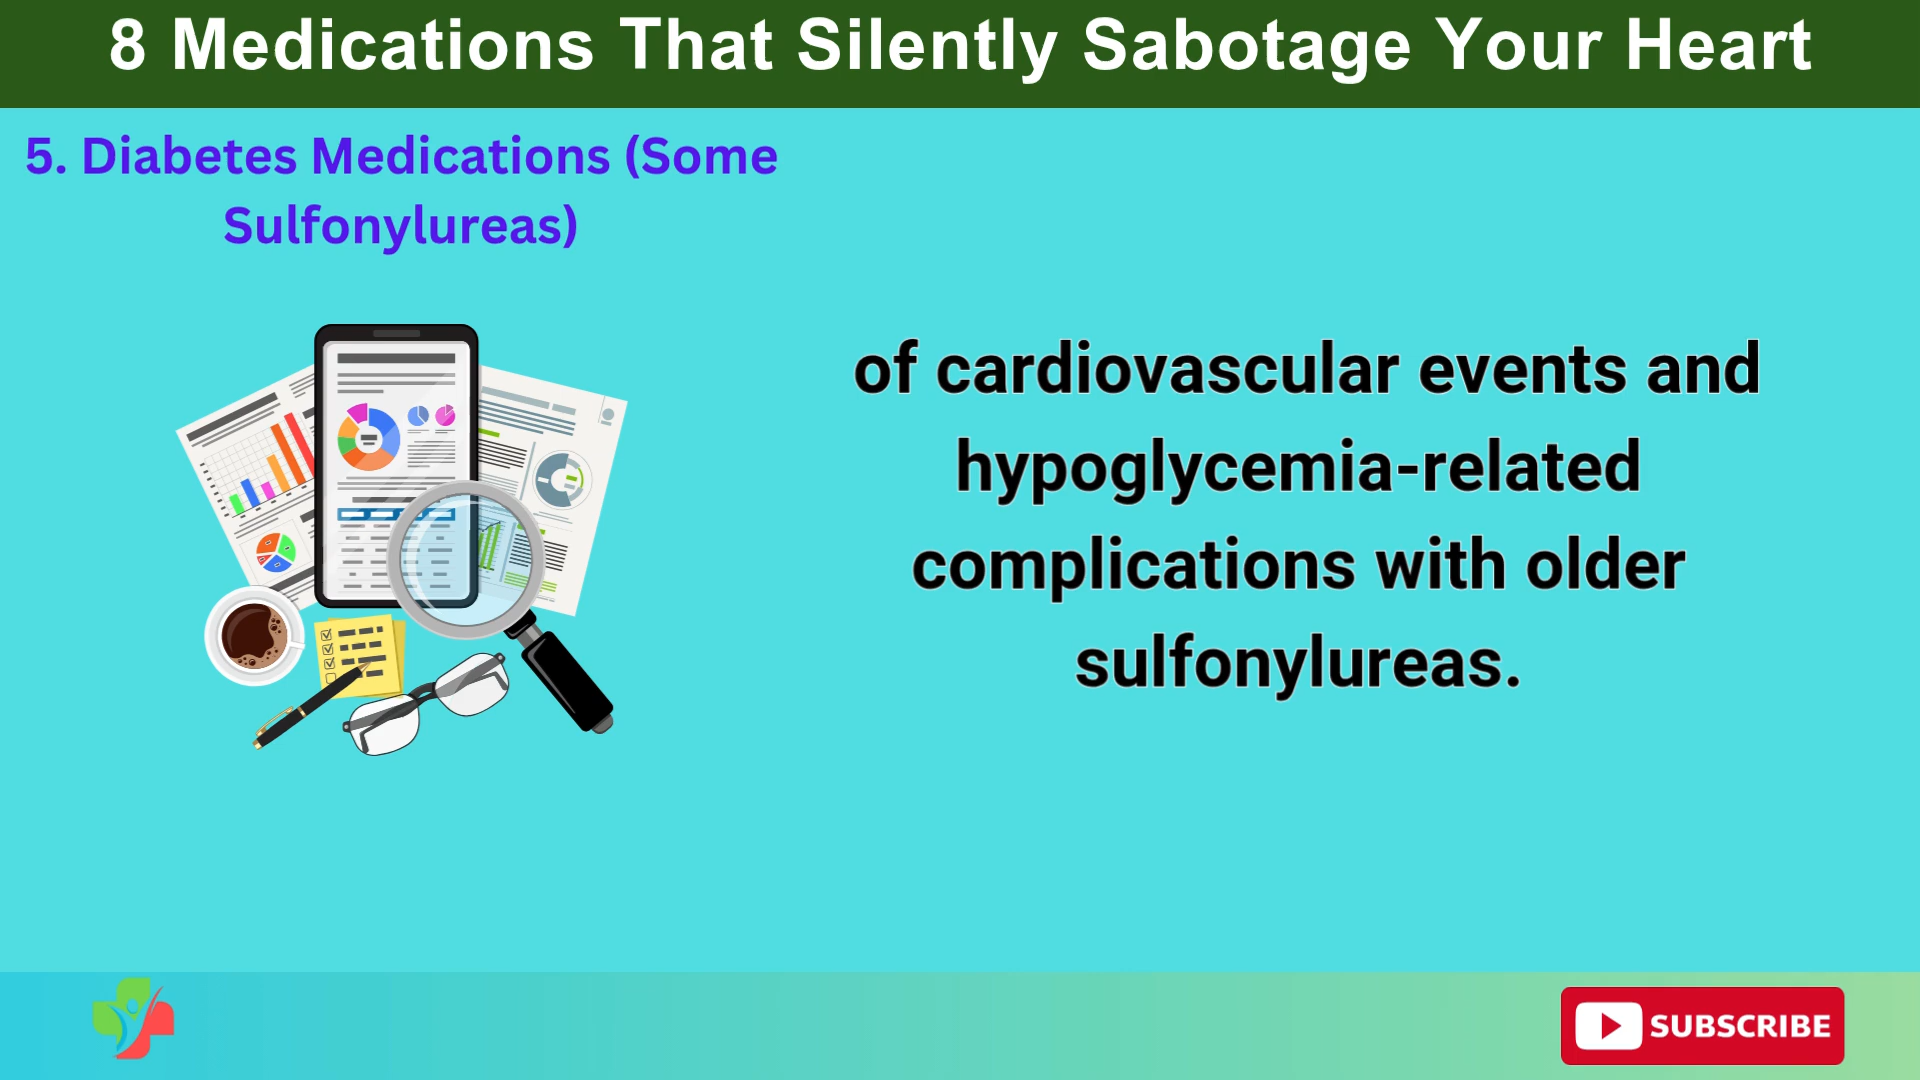 8 Medications That Silently Sabotage Your Heart
5. Diabetes Medications (Some
Sulfonylureas)
of cardiovascular events and
hypoglycemia-related
complications with older
sulfonylureas.
SUBSCRIBE